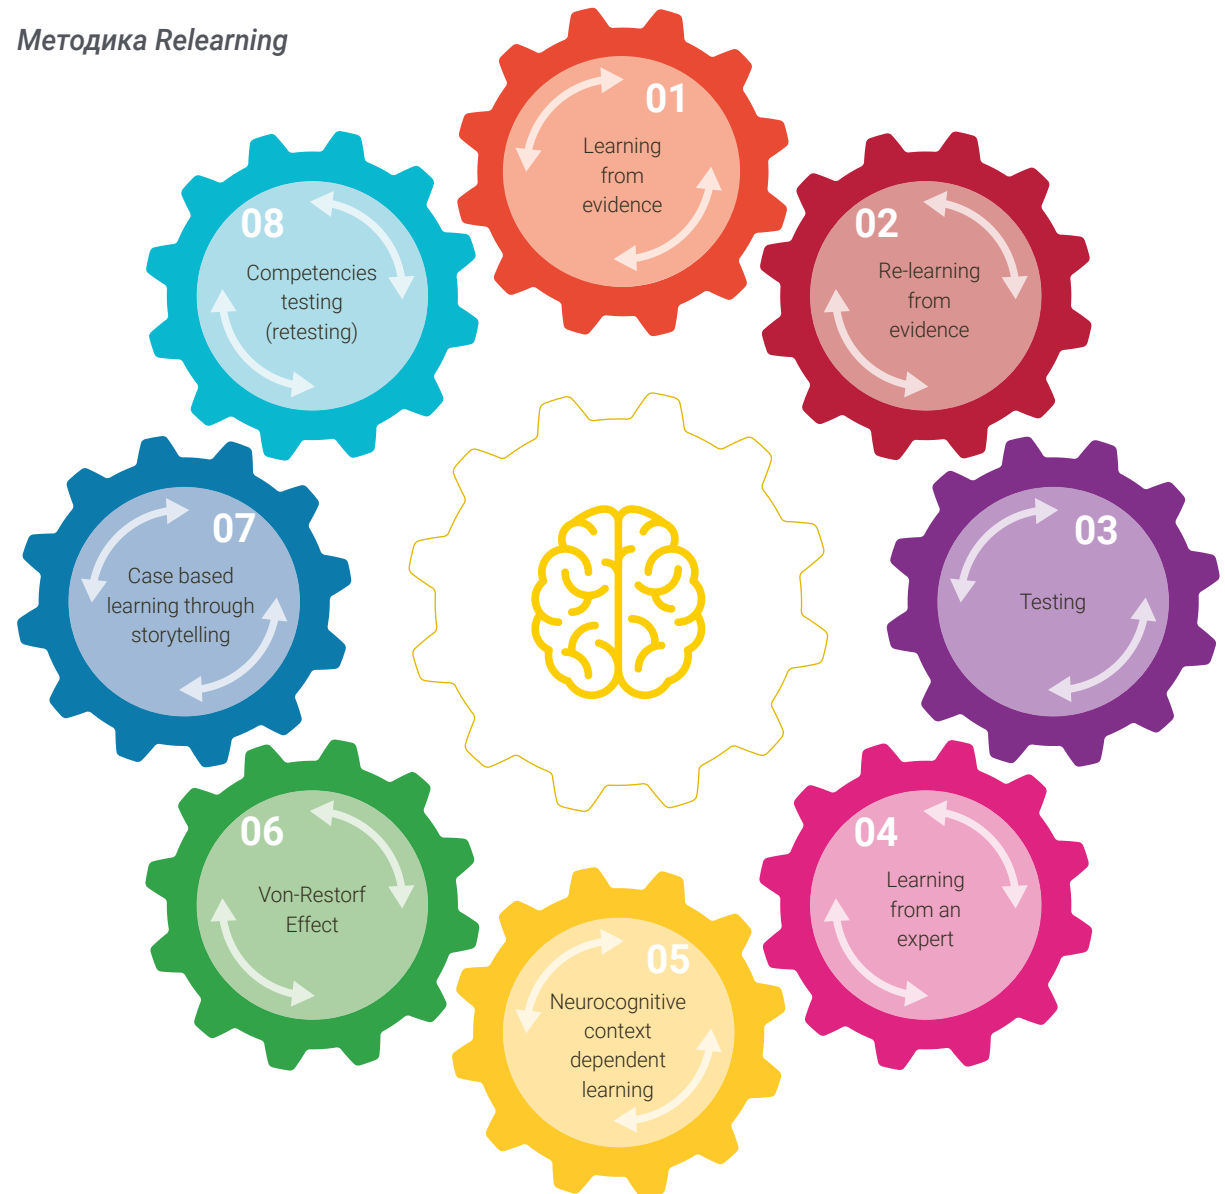 Методика Relearning
01
Learning
from
evidence
02
Re-learning
from
evidence
03
Testing
04
Learning
from an
expert
05
Neurocognitive
context
dependent
learning
06
Von-Restorf
Effect
07
Case based
learning through
storytelling
08
Competencies
testing
(retesting)